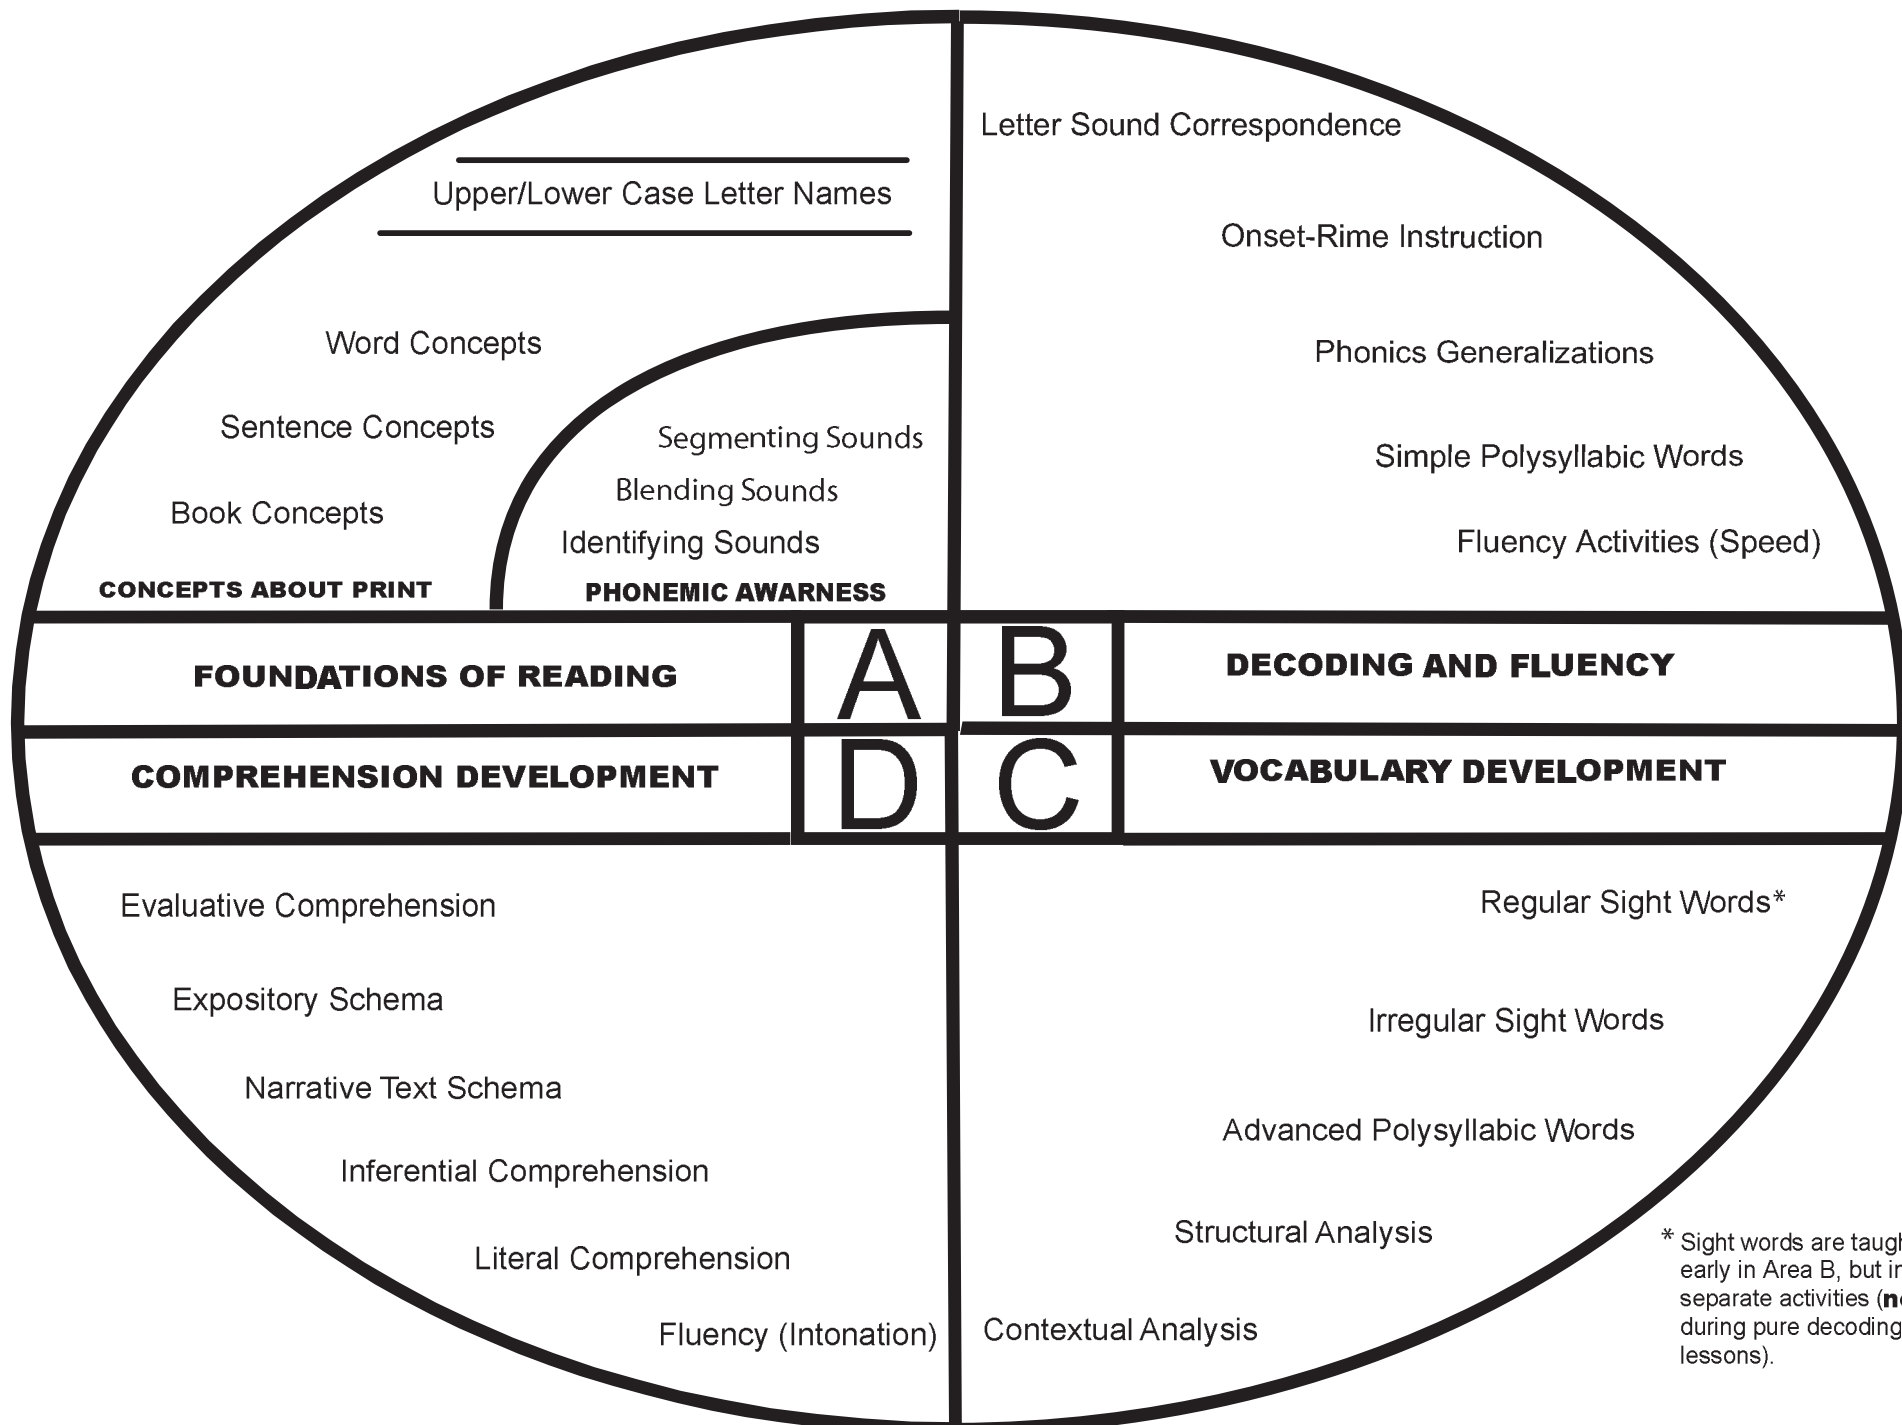 Upper/Lower Case Letter Names
Word Concepts
Sentence Concepts
Book Concepts
CONCEPTS ABOUT PRINT
Segmenting Sounds
Blending Sounds
Identifying Sounds
PHONEMIC AWARNESS
FOUNDATIONS OF READING
A
Letter Sound Correspondence
Onset-Rime Instruction
Phonics Generalizations
Simple Polysyllabic Words
Fluency Activities (Speed)
B
DECODING AND FLUENCY
C
VOCABULARY DEVELOPMENT
Regular Sight Words*
Irregular Sight Words
Advanced Polysyllabic Words
Structural Analysis
Contextual Analysis
COMPREHENSION DEVELOPMENT
D
Evaluative Comprehension
Expository Schema
Narrative Text Schema
Inferential Comprehension
Literal Comprehension
Fluency (Intonation)
* Sight words are
early in Area B, but
separate activities
during pure decoding
lessons).